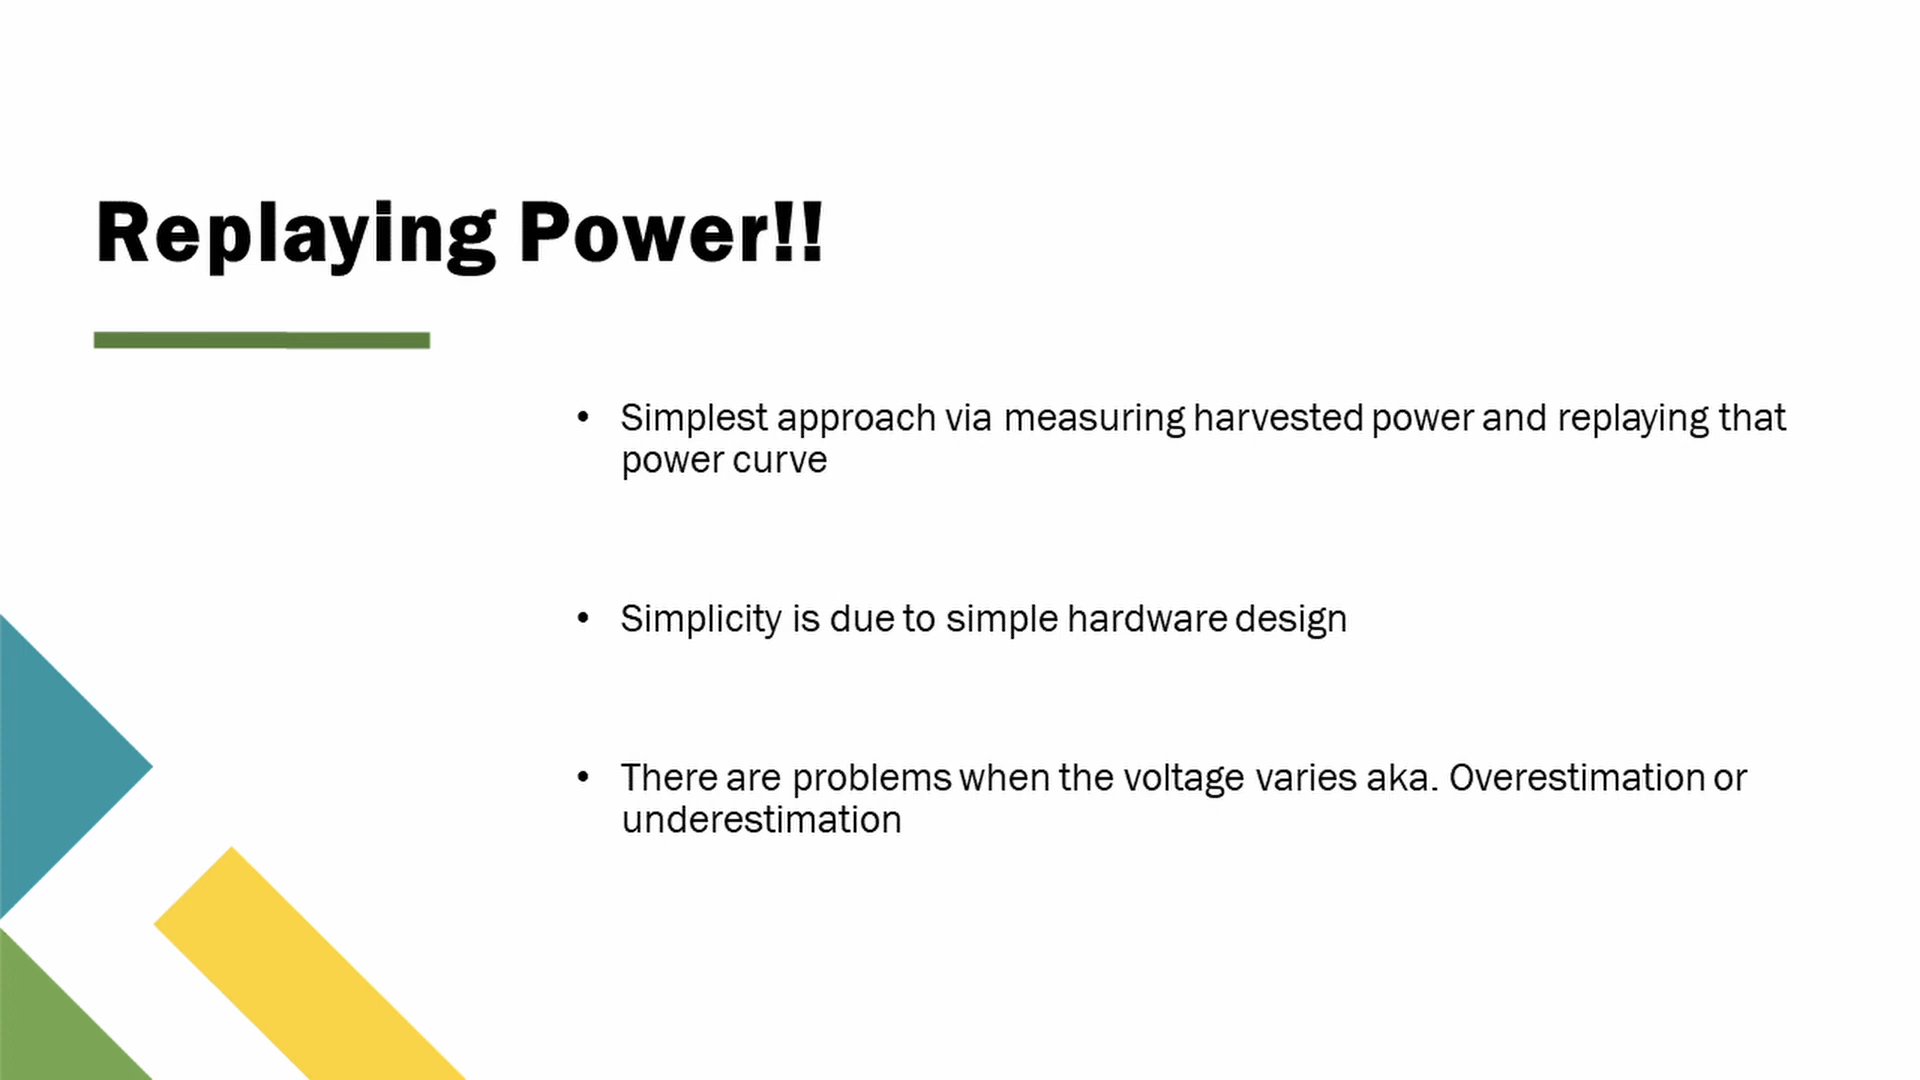 Replaying Power!!
• Simplest approach via measuring harvested power and replaying that
power curve
• Simplicity is due to simple hardware design
• There are problems when the voltage varies aka. Overestimation or
underestimation